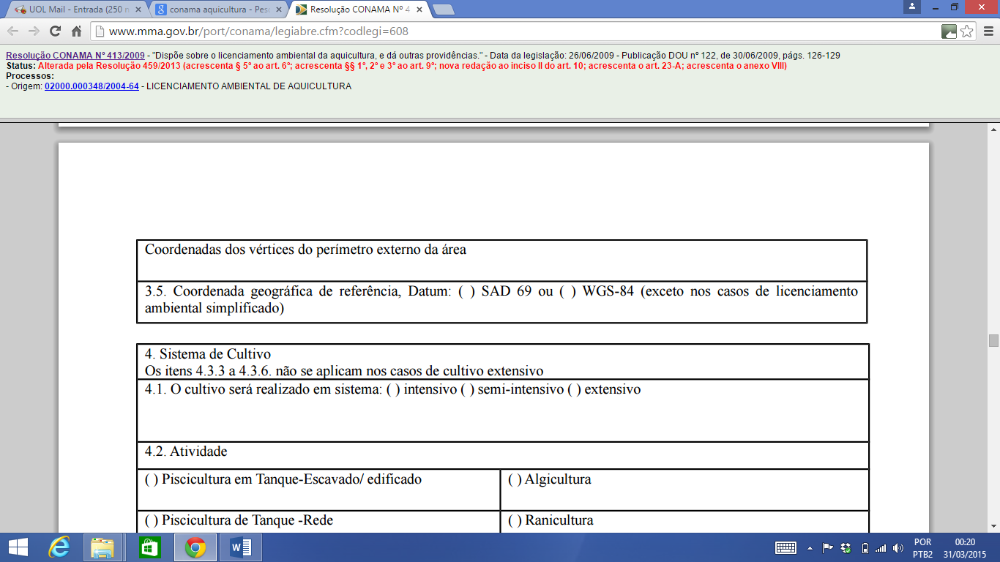 UOL Mail - Entrada (250 n
conama aquicultura - Pesq
Resolução CONAMA Nº 4
www.mma.gov.br/port/conama/legiabre.cfm?codlegi=608
Resolução CONAMA Nº 413/2009 - "Dispõe sobre o licenciamento ambiental da aquicultura, e dá outras providências." - Data da legislação: 26/06/2009 - Publicação DOU nº 122, de 30/06/2009, págs. 126-129
Status: Alterada pela Resolução 459/2013 (acrescenta § 5º ao art. 6º; acrescenta §§ 1º, 2º e 3º ao art. 9º; nova redação ao inciso II do art. 10; acrescenta o art. 23-A; acrescenta o anexo VIII)
Processos:
- Origem: 02000.000348/2004-64 - LICENCIAMENTO AMBIENTAL DE AQUICULTURA
Coordenadas dos vértices do perímetro externo da área
3.5. Coordenada geográfica de referência, Datum: ( ) SAD 69 ou ( ) WGS-84 (exceto nos casos de licenciamento
ambiental simplificado)
4. Sistema de Cultivo
Os itens 4.3.3 a 4.3.6. não se aplicam nos casos de cultivo extensivo
4.1. O cultivo será realizado em sistema: ( ) intensivo ( ) semi-intensivo ( ) extensivo
4.2. Atividade
( ) Piscicultura em Tanque-Escavado/ edificado
( ) Algicultura
( ) Piscicultura de Tanque -Rede
( ) Ranicultura
POR
PTB2
00:20
31/03/2015